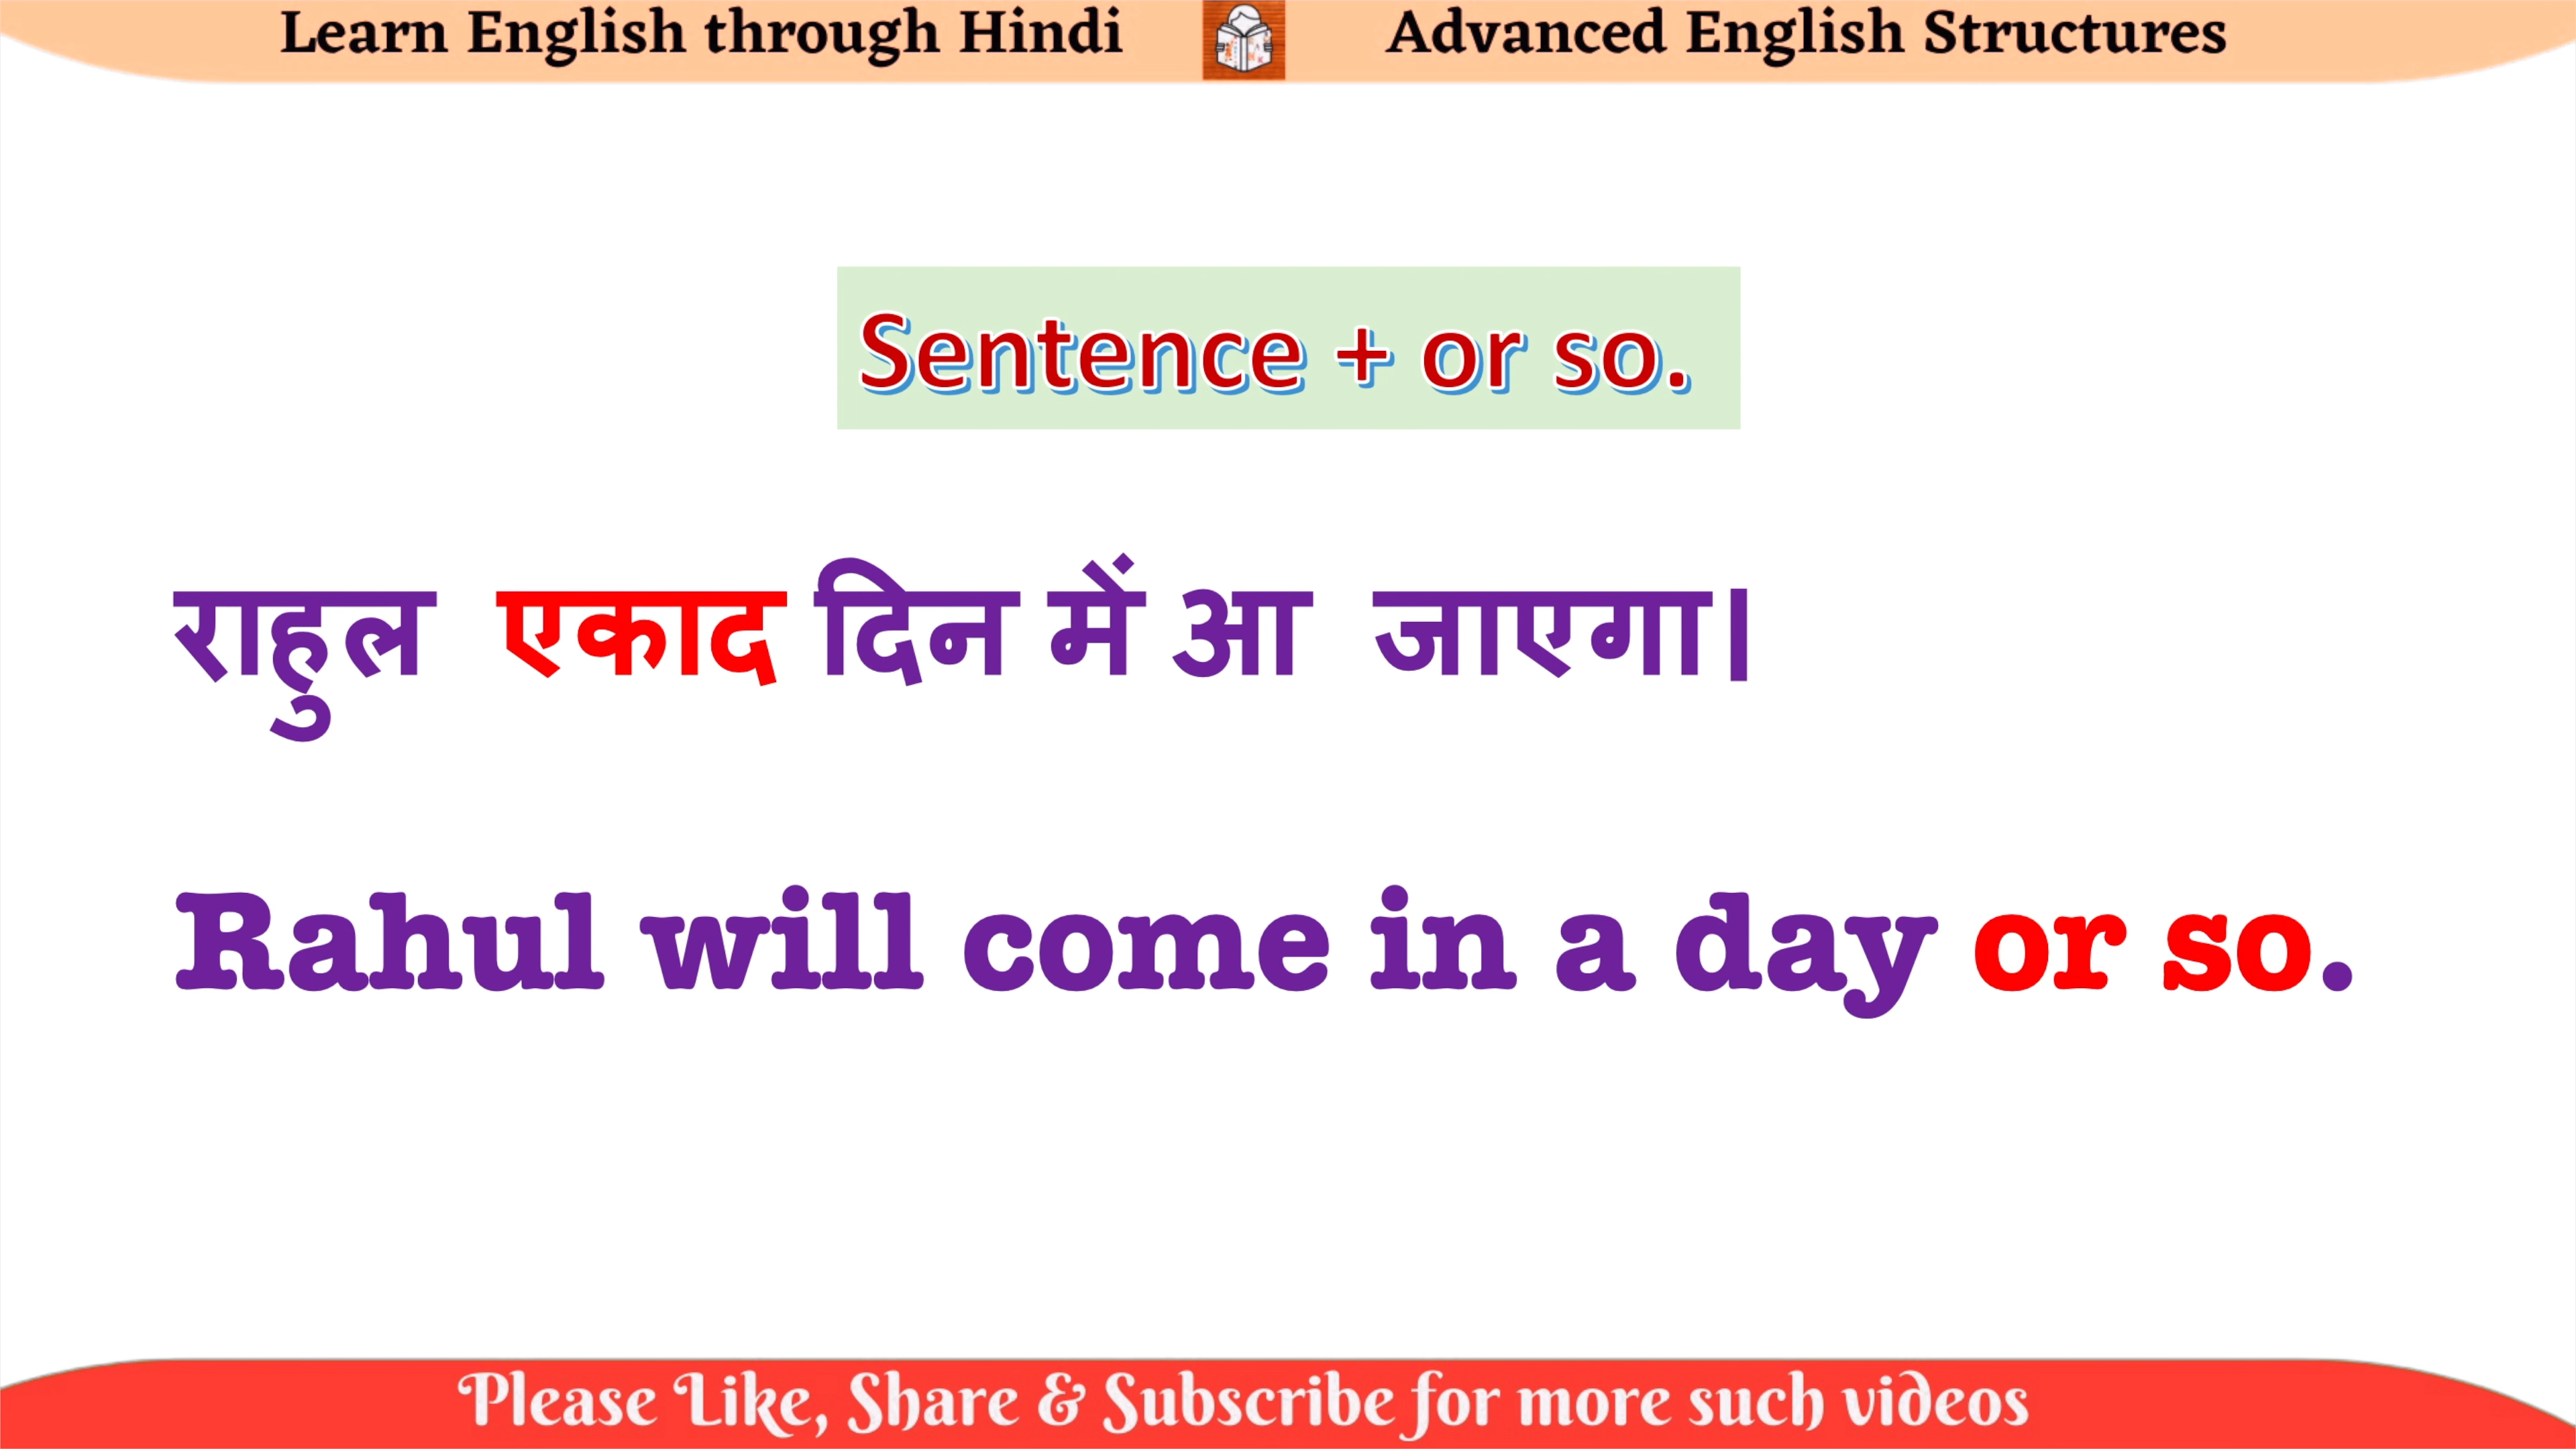 Learn English through Hindi
Advanced English Structures
Sentence + or so.
राहुल एकाद दिन में आ जाएगा।
Rahul will come in a day or so.
Please Like, Share & Subscribe for more such videos